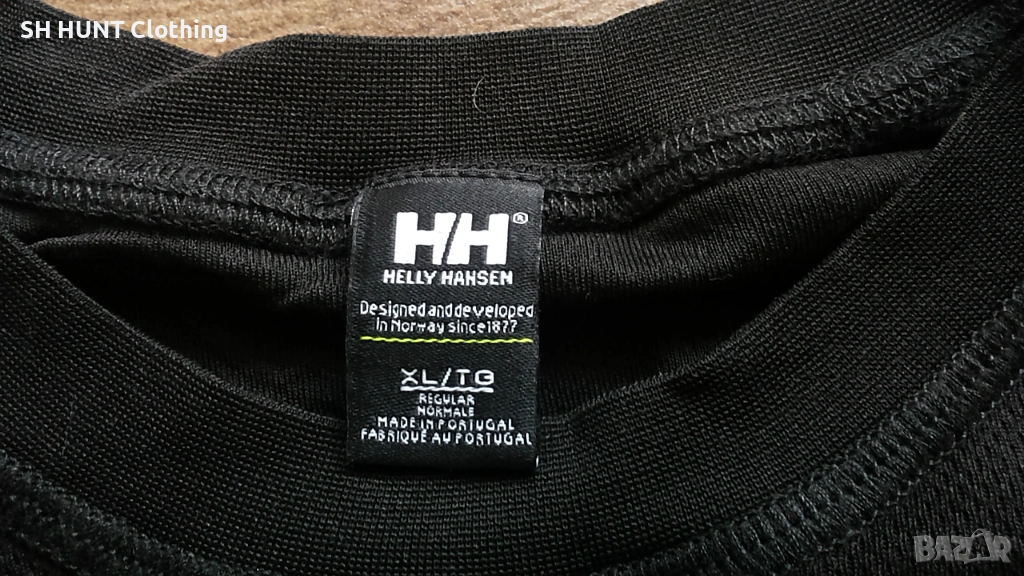 SH HUNT Clothing
HH®
HELLY HANSEN
Designed and developed
in Norway since 1877
XL/TG
REGULAR
NORMALE
MADE IN PORTUGAL
FABRIQUÉ AU PORTUGAL
BAZAR